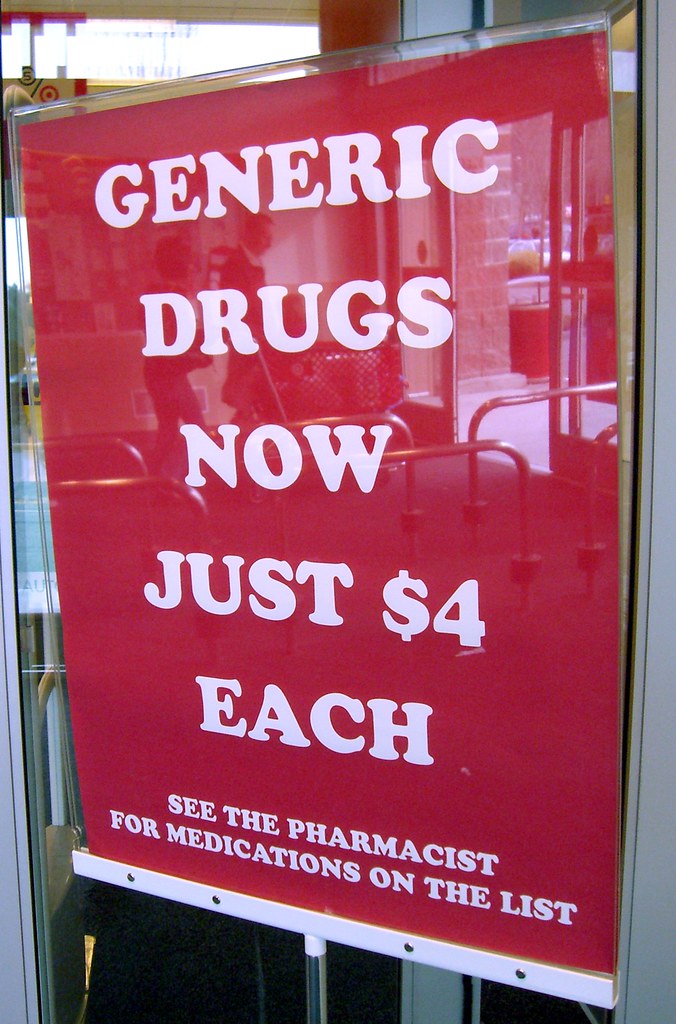 GENERIC
DRUGS
NOW
JUST $4
EACH
SEE THE PHARMACIST
FOR MEDICATIONS ON THE LIST